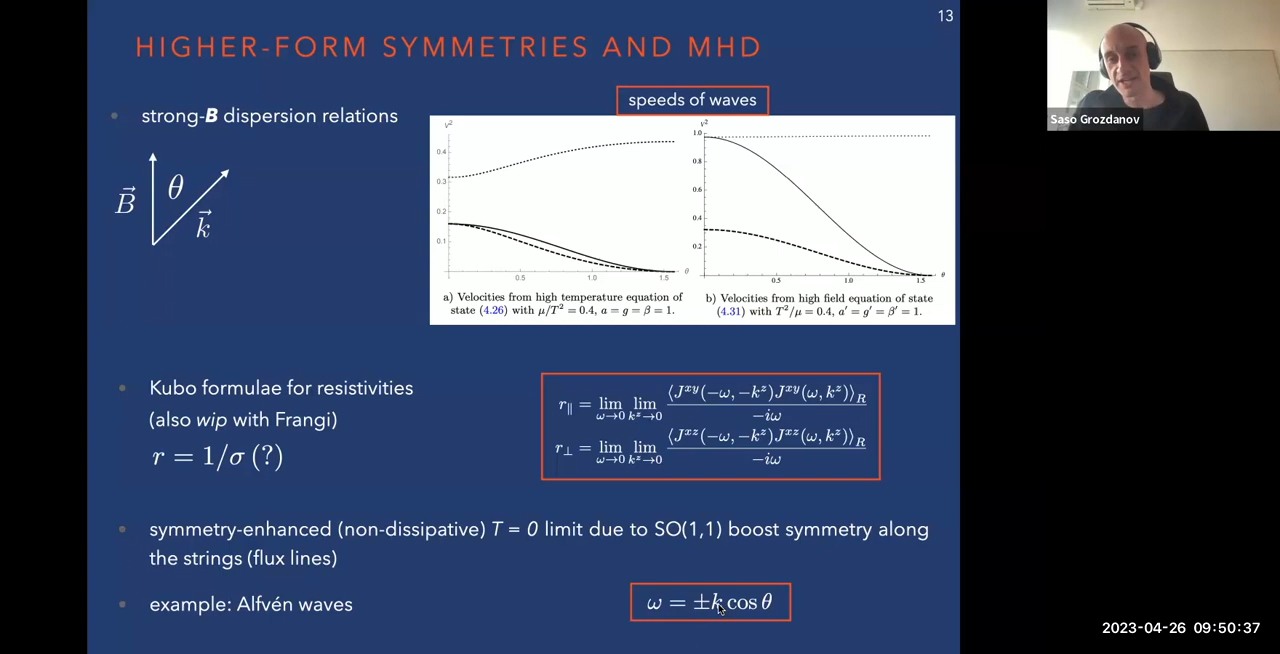 13
HIGHER-FORM SYMMETRIES AND MHD
Saso Grozdanov
• strong-B dispersion relations
speeds of waves
B⃗ θ k⃗
v²
0.4
0.3
0.2
0.1
0.5 1.0 1.5 θ
a) Velocities from high temperature equation of
state (4.26) with μ/T² = 0.4, a = g = β = 1.
v²
1.0
0.8
0.6
0.4
0.2
0.5 1.0 1.5 θ
b) Velocities from high field equation of state
(4.31) with T²/μ = 0.4, a′ = g′ = β′ = 1.
• Kubo formulae for resistivities
(also wip with Frangi)
r = 1/σ (?)
r∥ = lim ω→0 lim k^z→0 ⟨J^{xy}(−ω, −k^z)J^{xy}(ω, k^z)⟩_R / −iω
r⊥ = lim ω→0 lim k^z→0 ⟨J^{xz}(−ω, −k^z)J^{xz}(ω, k^z)⟩_R / −iω
• symmetry-enhanced (non-dissipative) T = 0 limit due to SO(1,1) boost symmetry along
the strings (flux lines)
• example: Alfvén waves
ω = ±k cos θ
2023-04-26 09:50:37